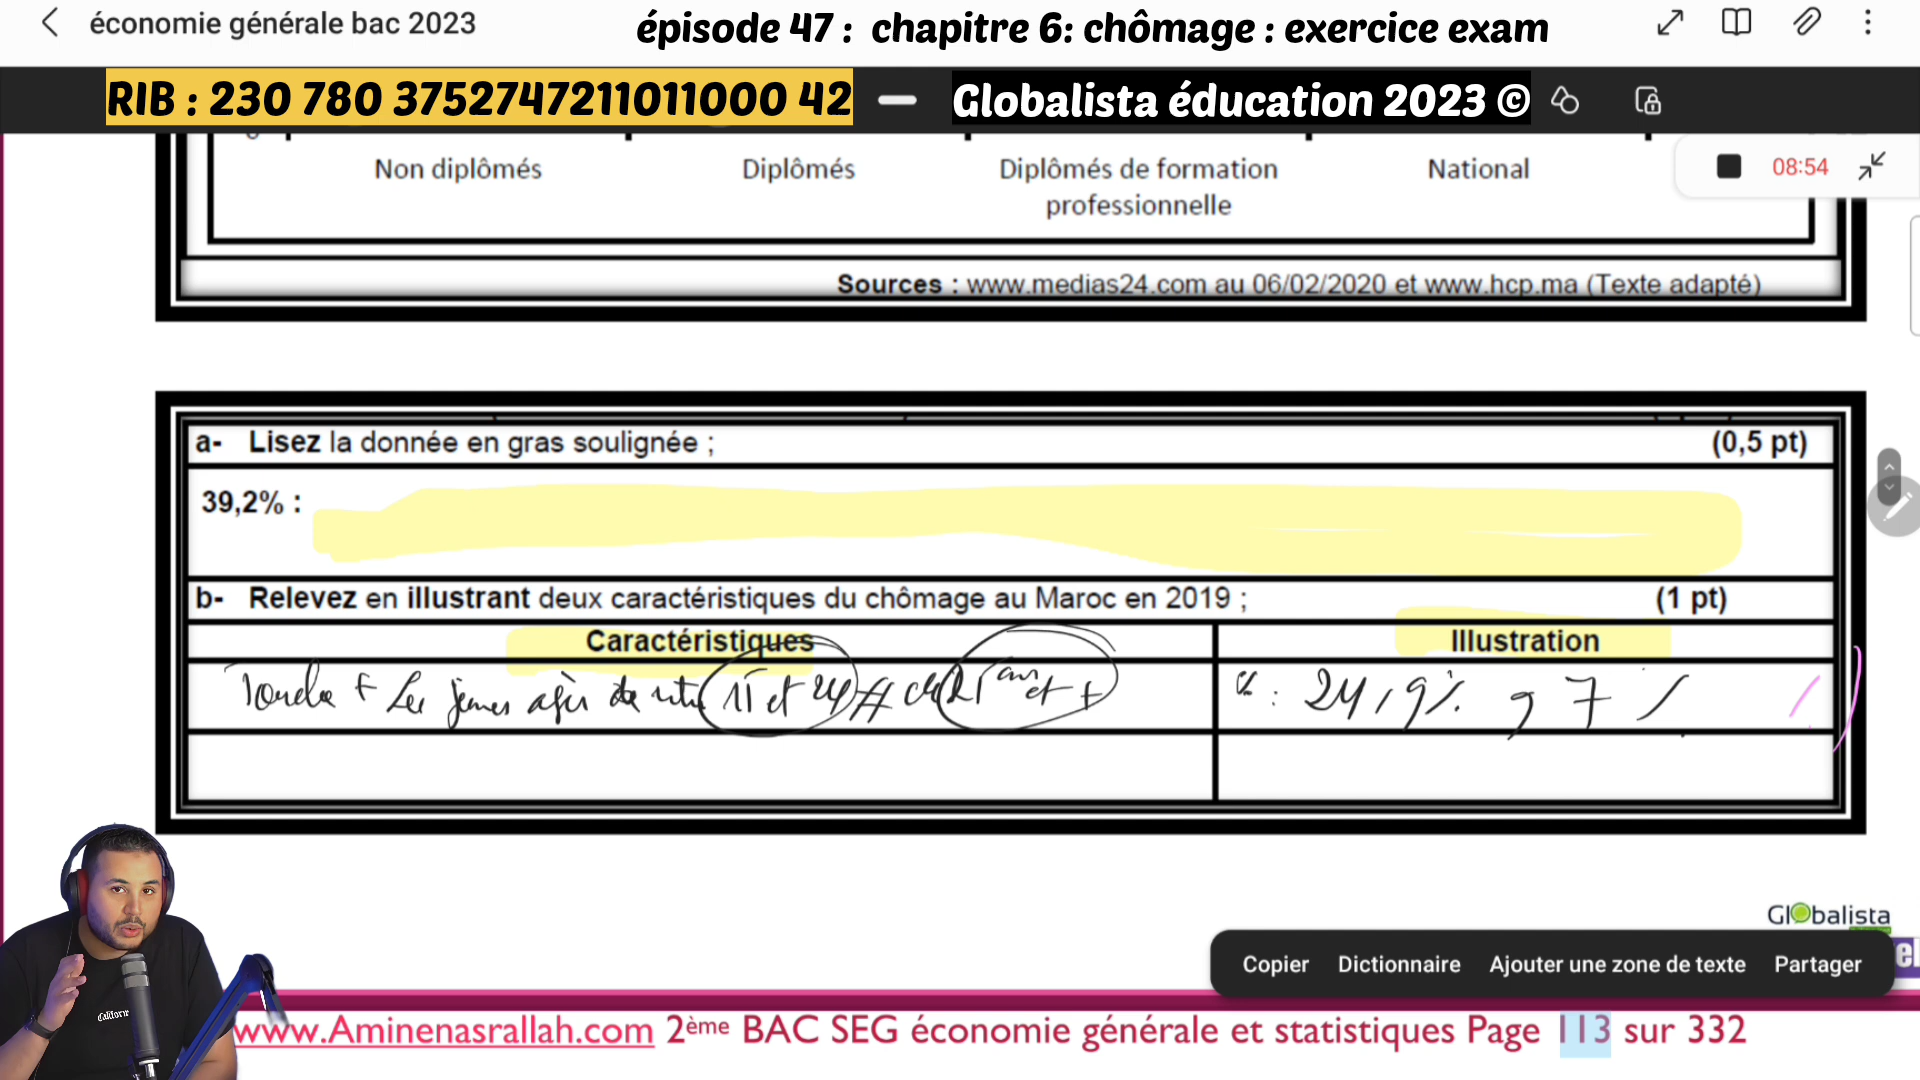 économie générale bac 2023
épisode 47 : chapitre 6: chômage : exercice exam
RIB : 230 780 3752747211011000 42
Globalista éducation 2023 ©
08:54
Non diplômés
Diplômés
Diplômés de formation
professionnelle
National
Sources : www.medias24.com au 06/02/2020 et www.hcp.ma (Texte adapté)
a- Lisez la donnée en gras soulignée ; (0,5 pt)
39,2% :
b- Relevez en illustrant deux caractéristiques du chômage au Maroc en 2019 ; (1 pt)
Caractéristiques
Illustration
Les jeunes 24 et +
24,9%. 7
Globalista
Copier Dictionnaire Ajouter une zone de texte Partager
el
Californ
www.Aminenasrallah.com 2ème BAC SEG économie générale et statistiques Page 113 sur 332